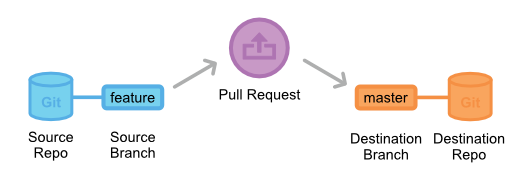 Git
feature
Pull Request
master
Git
Source
Repo
Source
Branch
Destination
Branch
Destination
Repo